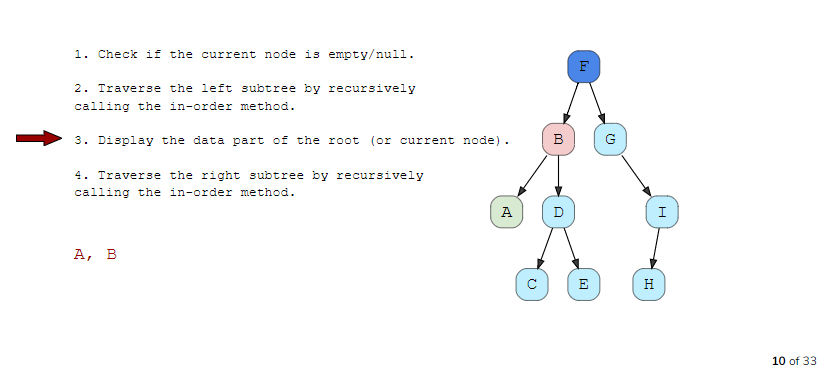 1. Check if the current node is empty/null.
2. Traverse the left subtree by recursively
calling the in-order method.
3. Display the data part of the root (or current node).
4. Traverse the right subtree by recursively
calling the in-order method.
A, B
F
B
G
A
D
I
C
E
H
10 of 33